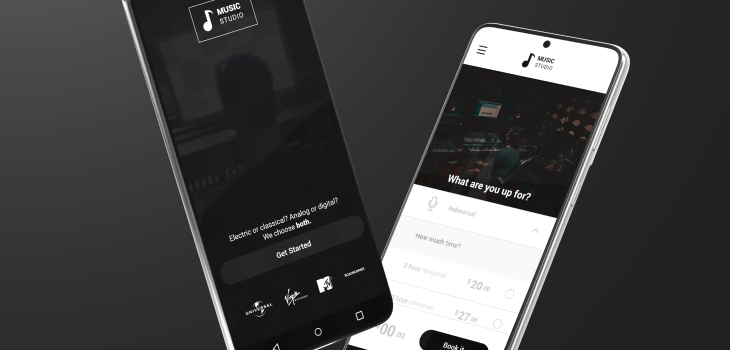 MUSIC
STUDIO
Electric or classical? Analog or digital?
We choose both.
Get Started
UNIVERSAL
Virgin
MTV
MUSIC
STUDIO
What are you up for?
Rehearsal
How much time?
2 hour rehearsal
$20.00
hour rehearsal
$27.00
00.00
Book it